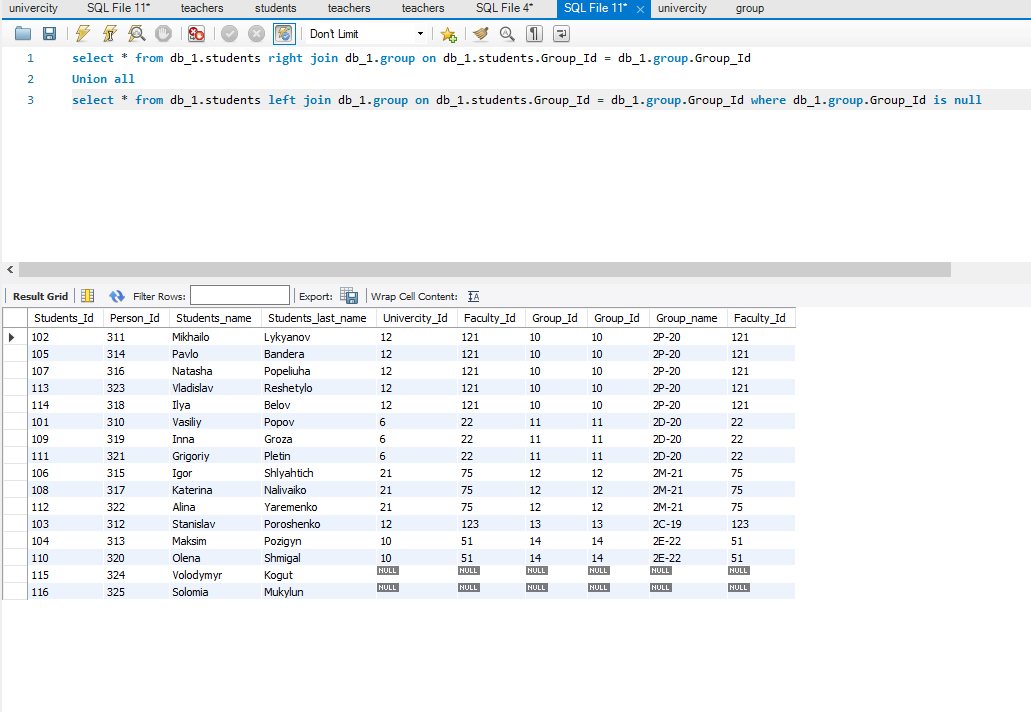 univercity SQL File 11* teachers students teachers teachers SQL File 4* SQL File 11* univercity group
Don't Limit
1 select * from db_1.students right join db_1.group on db_1.students.Group_Id = db_1.group.Group_Id
2 Union all
3 select * from db_1.students left join db_1.group on db_1.students.Group_Id = db_1.group.Group_Id where db_1.group.Group_Id is null
Result Grid Filter Rows: Export: Wrap Cell Content: IA
Students_Id Person_Id Students_name Students_last_name Univercity_Id Faculty_Id Group_Id Group_Id Group_name Faculty_Id
102 311 Mikhailo Lykyanov 12 121 10 10 2P-20 121
105 314 Pavlo Bandera 12 121 10 10 2P-20 121
107 316 Natasha Popeliuha 12 121 10 10 2P-20 121
113 323 Vladislav Reshetylo 12 121 10 10 2P-20 121
114 318 Ilya Belov 12 121 10 10 2P-20 121
101 310 Vasiliy Popov 6 22 11 11 2D-20 22
109 319 Inna Groza 6 22 11 11 2D-20 22
111 321 Grigoriy Pletin 6 22 11 11 2D-20 22
106 315 Igor Shlyahtich 21 75 12 12 2M-21 75
108 317 Katerina Nalivaiko 21 75 12 12 2M-21 75
112 322 Alina Yaremenko 21 75 12 12 2M-21 75
103 312 Stanislav Poroshenko 12 123 13 13 2C-19 123
104 313 Maksim Pozigyn 10 51 14 14 2E-22 51
110 320 Olena Shmigal 10 51 14 14 2E-22 51
115 324 Volodymyr Kogut NULL NULL NULL NULL NULL NULL
116 325 Solomia Mukylun NULL NULL NULL NULL NULL NULL